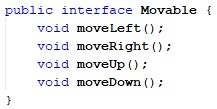 public interface Movable {
    void moveLeft();
    void moveRight();
    void moveUp();
    void moveDown();
}